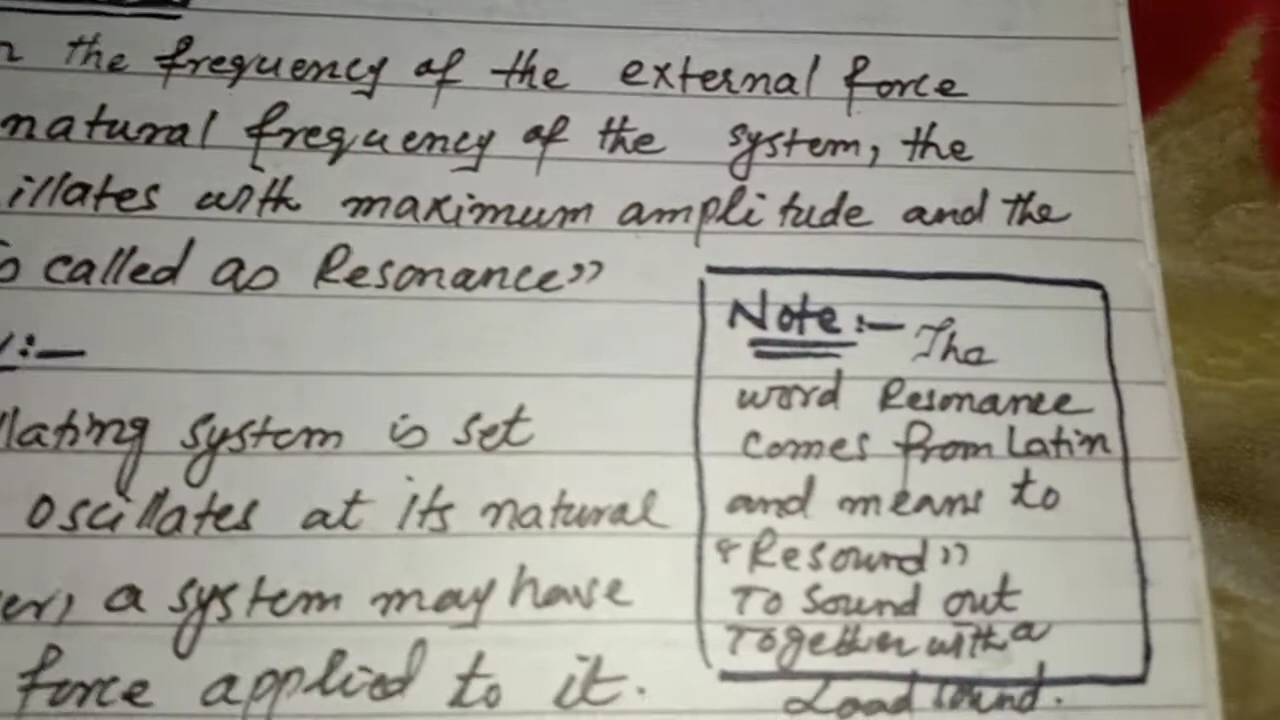 the frequency of the external force
natural frequency of the system, the
illates with maximum amplitude and the
called as Resonance”
:—
lating system is set
oscillates at its natural
er, a system may have
force applied to it.
Note:— The
word Resonance
comes from Latin
and means to
“Resound”
To sound out
Together with a
Load sound.